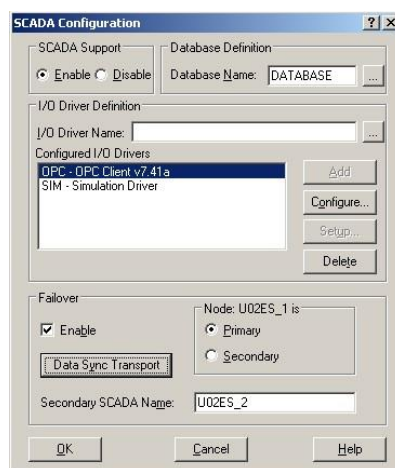 SCADA Configuration
SCADA Support
Enable Disable
Database Definition
Database Name: DATABASE ...
I/O Driver Definition
I/O Driver Name: ...
Configured I/O Drivers
OPC - OPC Client v7.41a
SIM - Simulation Driver
Add
Configure...
Setup...
Delete
Failover
Enable
Data Sync Transport
Node: U02ES_1 is
Primary
Secondary
Secondary SCADA Name: U02ES_2
OK Cancel Help